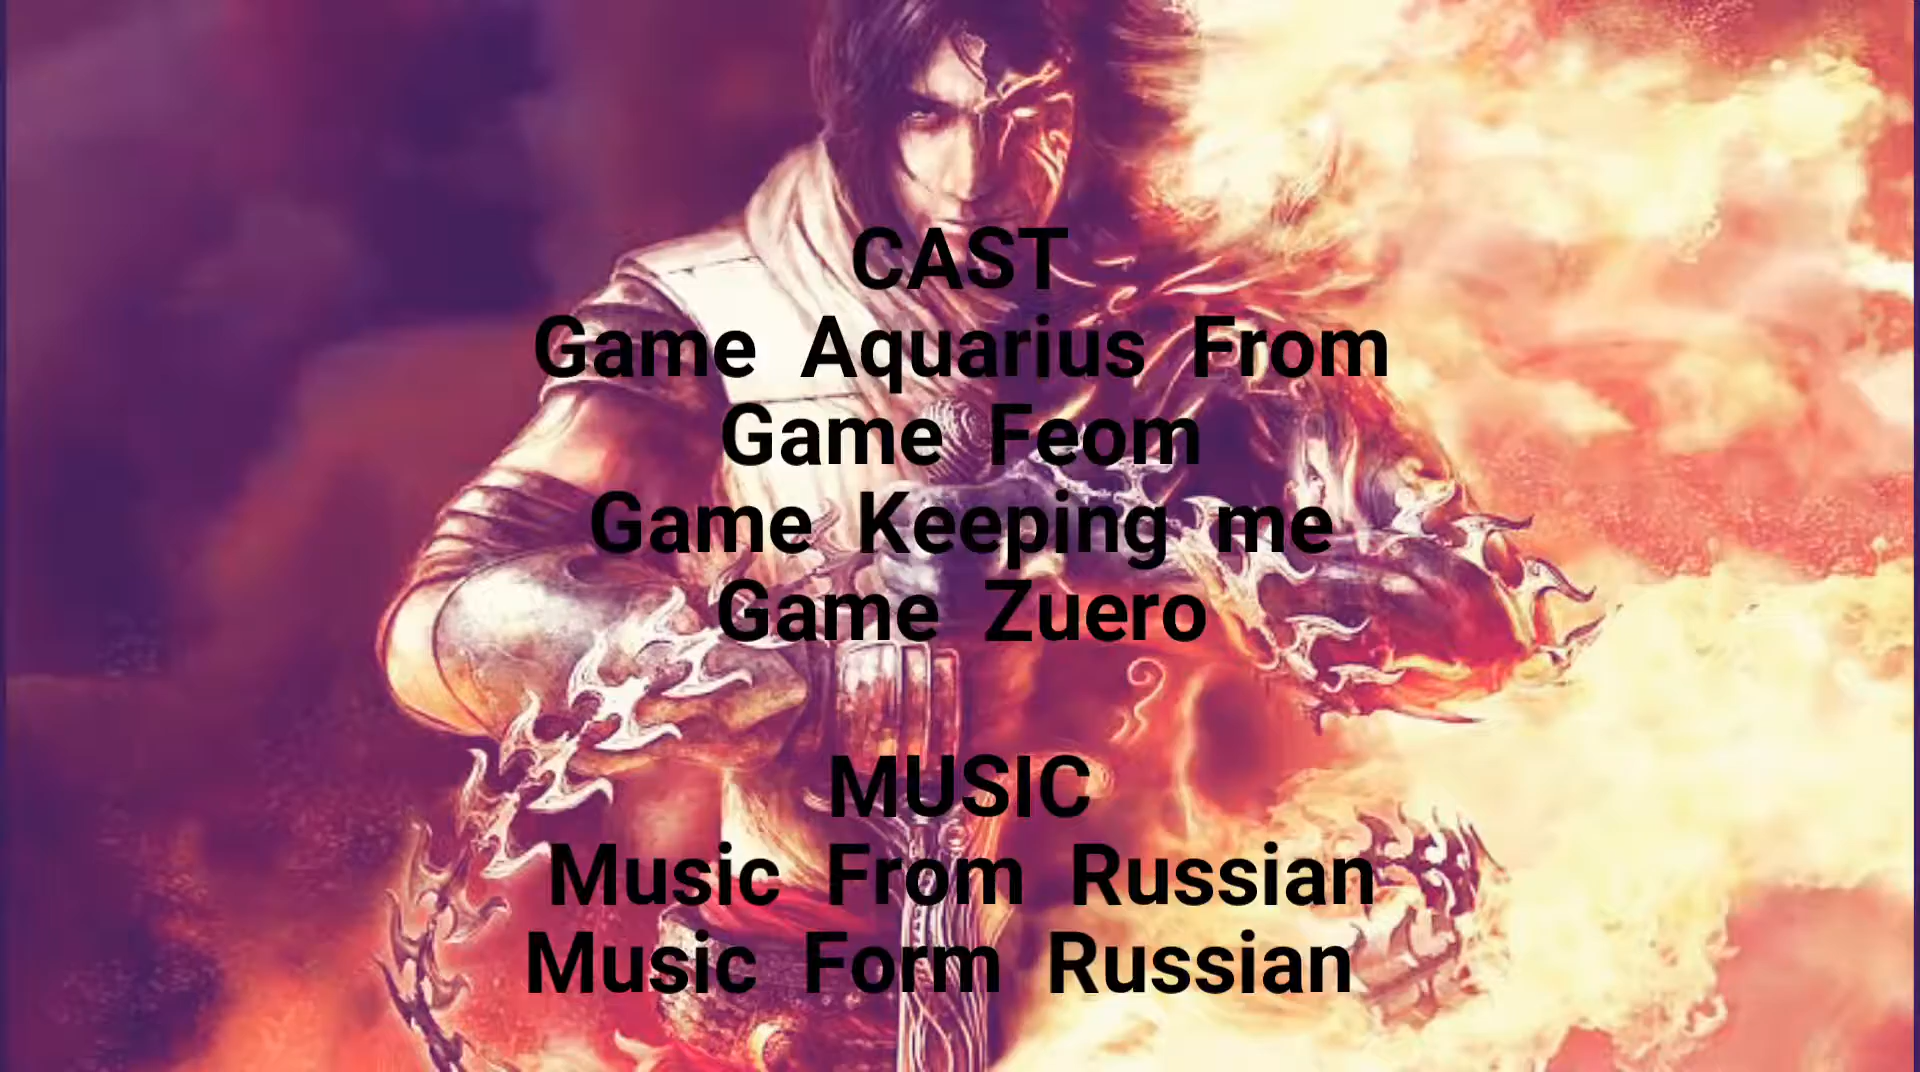 CAST
Game Aquarius From
Game Feom
Game Keeping me
Game Zuero
MUSIC
Music From Russian
Music Form Russian